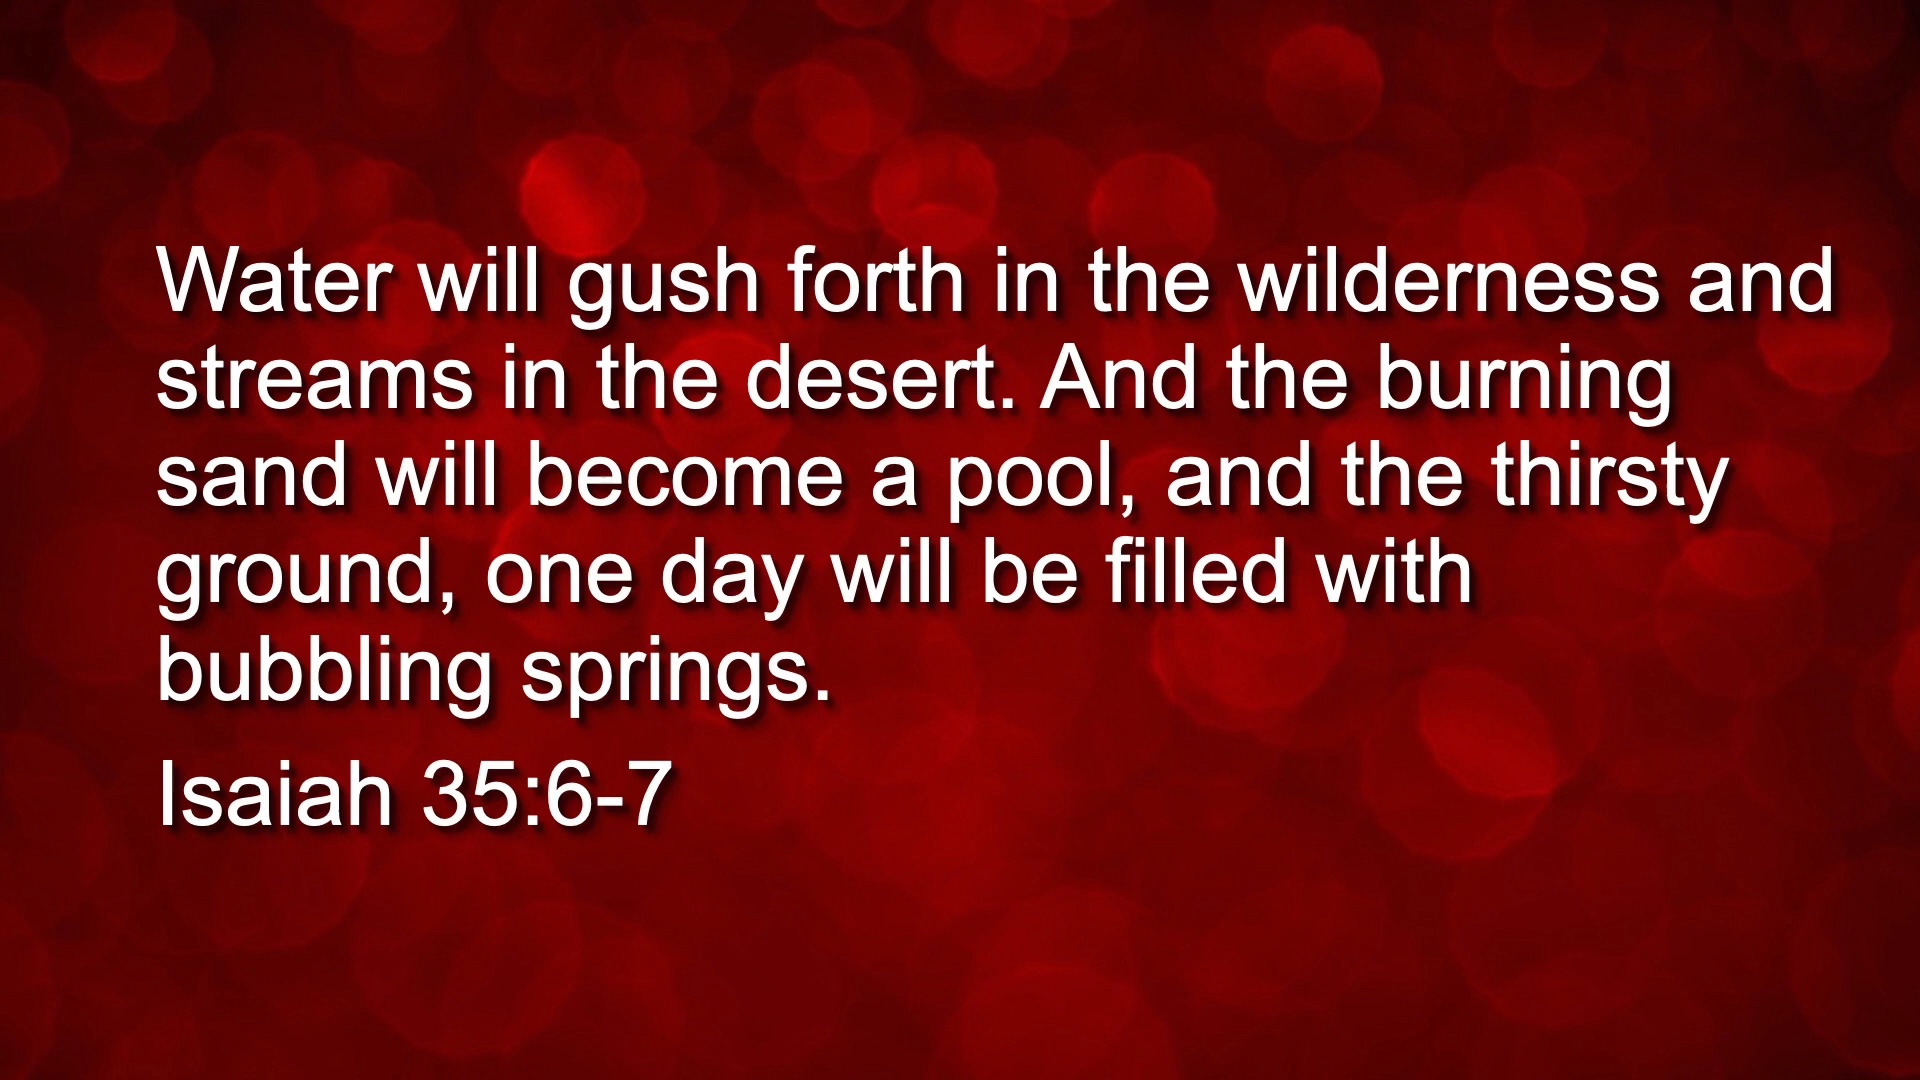 Water will gush forth in the wilderness and
streams in the desert. And the burning
sand will become a pool, and the thirsty
ground, one day will be filled with
bubbling springs.
Isaiah 35:6-7